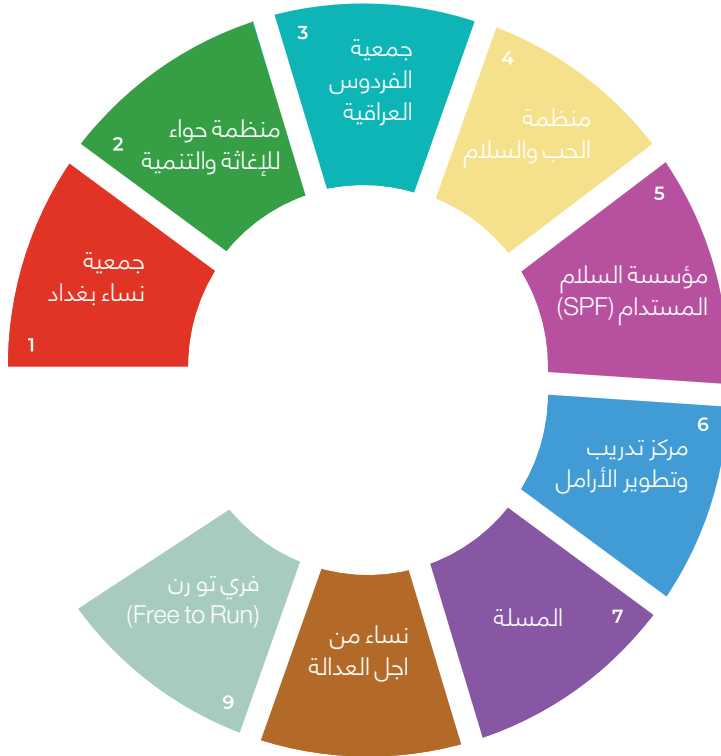 1
جمعية
نساء بغداد
2
منظمة حواء
للإغاثة والتنمية
3
جمعية
الفردوس
العراقية
4
منظمة
الحب والسلام
5
مؤسسة السلام
المستدام (SPF)
6
مركز تدريب
وتطوير الأرامل
7
المسلة
نساء من
اجل العدالة
فري تو رن
(Free to Run)
9